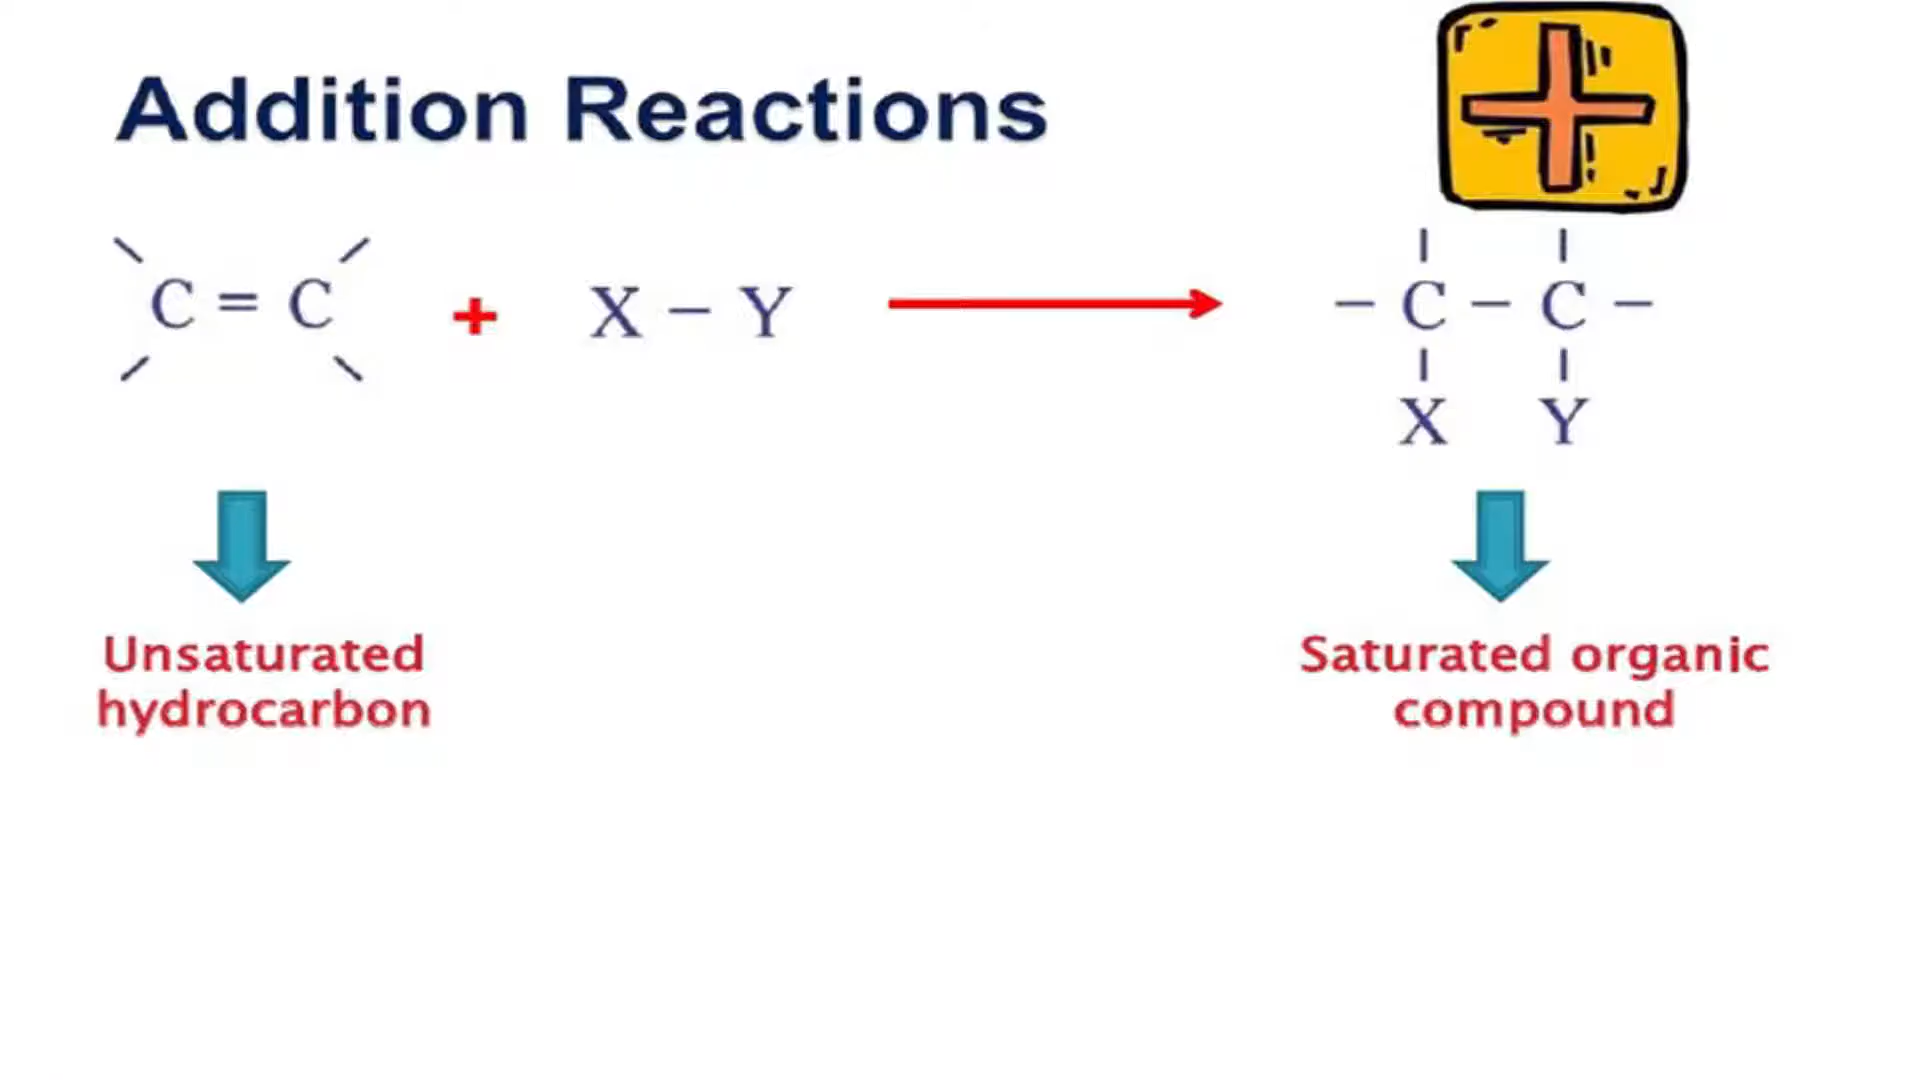 Addition Reactions
C = C + X – Y → – C – C –
X Y
Unsaturated
hydrocarbon
Saturated organic
compound